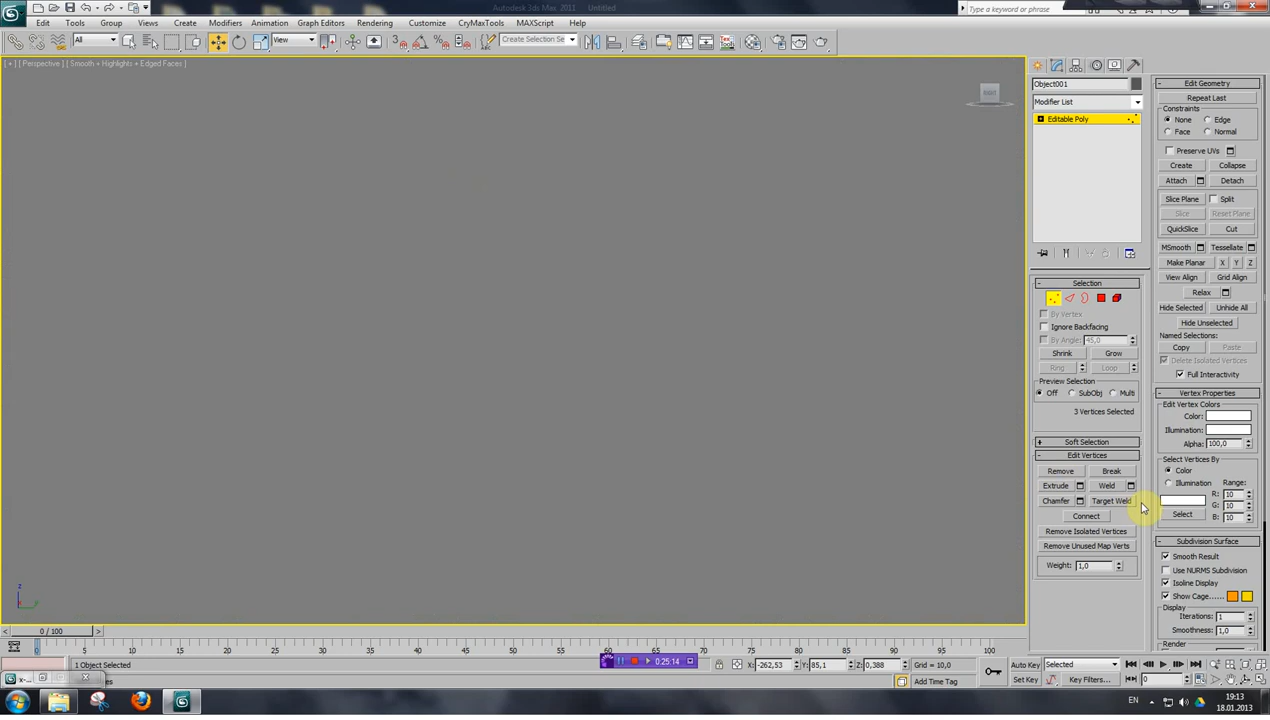 Autodesk 3ds Max 2011 Untitled
Type a keyword or phrase
Edit Tools Group Views Create Modifiers Animation Graph Editors Rendering Customize CryMaxTools MAXScript Help
All View Create Selection Se
[ + ] [ Perspective ] [ Smooth + Highlights + Edged Faces ]
RIGHT
Object001
Modifier List
Editable Poly
Selection
By Vertex
Ignore Backfacing
By Angle: 45,0
Shrink Grow
Ring Loop
Preview Selection
Off SubObj Multi
3 Vertices Selected
Soft Selection
Edit Vertices
Remove Break
Extrude Weld
Chamfer Target Weld
Connect
Remove Isolated Vertices
Remove Unused Map Verts
Weight: 1,0
Edit Geometry
Repeat Last
Constraints
None Edge
Face Normal
Preserve UVs
Create Collapse
Attach Detach
Slice Plane Split
Slice Reset Plane
QuickSlice Cut
MSmooth Tessellate
Make Planar X Y Z
View Align Grid Align
Relax
Hide Selected Unhide All
Hide Unselected
Named Selections:
Copy Paste
Delete Isolated Vertices
Full Interactivity
Vertex Properties
Edit Vertex Colors
Color:
Illumination:
Alpha: 100,0
Select Vertices By
Color
Illumination Range:
R: 10
G: 10
Select B: 10
Subdivision Surface
Smooth Result
Use NURMS Subdivision
Isoline Display
Show Cage......
Display
Iterations: 1
Smoothness: 1,0
Render
z
x y
0 / 100
0 5 10 15 20 25 30 35 40 45 50 55 60 65 70 75 80 85 90 95 100
1 Object Selected 0:25:14 X: -262,53 Y: 85,1 Z: 0,388 Grid = 10,0 Auto Key Selected
Add Time Tag Set Key Key Filters... 0
EN 19:13
18.01.2013